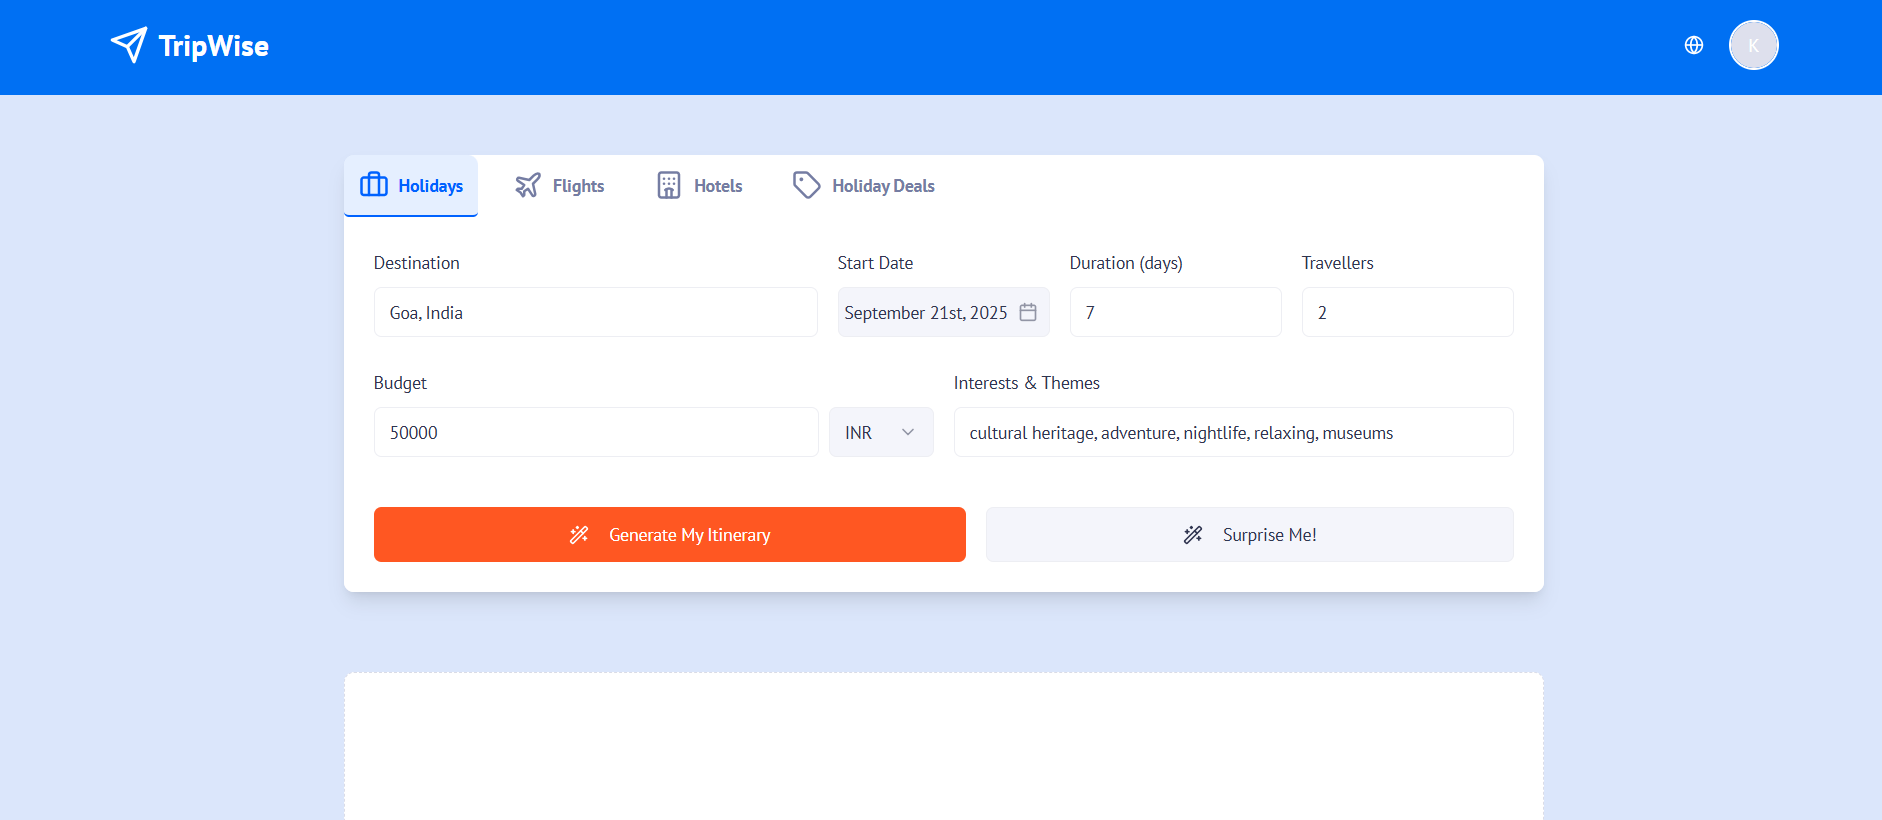 TripWise
K
Holidays
Flights
Hotels
Holiday Deals
Destination
Start Date
Duration (days)
Travellers
Goa, India
September 21st, 2025
7
2
Budget
Interests & Themes
50000
INR
cultural heritage, adventure, nightlife, relaxing, museums
Generate My Itinerary
Surprise Me!